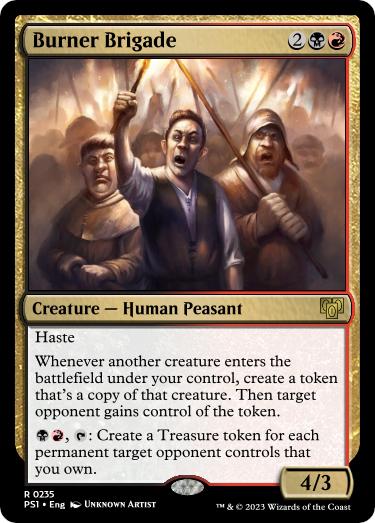 Burner Brigade 2
Creature — Human Peasant
Haste
Whenever another creature enters the
battlefield under your control, create a token
that's a copy of that creature. Then target
opponent gains control of the token.
, : Create a Treasure token for each
permanent target opponent controls that
you own.
4/3
R 0235
PS1 • Eng Unknown Artist
™ & © 2023 Wizards of the Coast